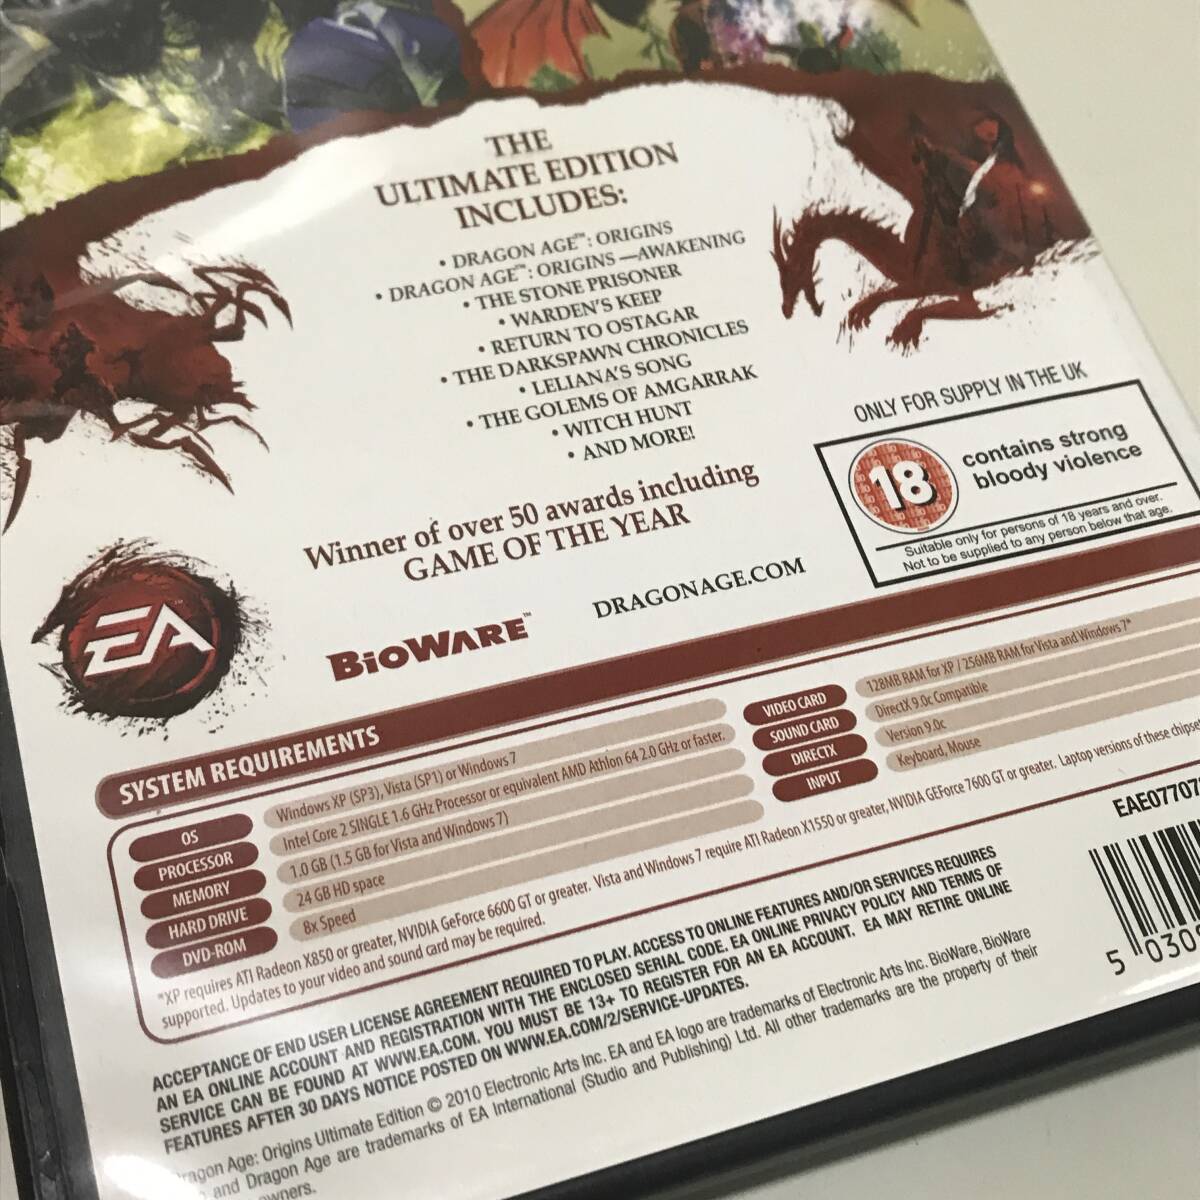 THE
ULTIMATE EDITION
INCLUDES:
• DRAGON AGE™: ORIGINS
• DRAGON AGE™: ORIGINS —AWAKENING
• THE STONE PRISONER
• WARDEN'S KEEP
• RETURN TO OSTAGAR
• THE DARKSPAWN CHRONICLES
• LELIANA'S SONG
• THE GOLEMS OF AMGARRAK
• WITCH HUNT
• AND MORE!
Winner of over 50 awards including
GAME OF THE YEAR
ONLY FOR SUPPLY IN THE UK
18
contains strong
bloody violence
Suitable only for persons of 18 years and over.
Not to be supplied to any person below that age.
EA
BIOWARE™
DRAGONAGE.COM
SYSTEM REQUIREMENTS
OS Windows XP (SP3), Vista (SP1) or Windows 7
PROCESSOR Intel Core 2 SINGLE 1.6 GHz Processor or equivalent AMD Athlon 64 2.0 GHz or faster.
MEMORY 1.0 GB (1.5 GB for Vista and Windows 7)
HARD DRIVE 24 GB HD space
DVD-ROM 8x Speed
VIDEO CARD 128MB RAM for XP / 256MB RAM for Vista and Windows 7*
SOUND CARD DirectX 9.0c Compatible
DIRECTX Version 9.0c
INPUT Keyboard, Mouse
*XP requires ATI Radeon X850 or greater, NVIDIA GeForce 6600 GT or greater. Vista and Windows 7 require ATI Radeon X1550 or greater, NVIDIA GEForce 7600 GT or greater. Laptop versions of these
supported. Updates to your video and sound card may be required.
ACCEPTANCE OF END USER LICENSE AGREEMENT REQUIRED TO PLAY. ACCESS TO ONLINE FEATURES AND/OR SERVICES REQUIRES
AN EA ONLINE ACCOUNT AND REGISTRATION WITH THE ENCLOSED SERIAL CODE. EA ONLINE PRIVACY POLICY AND TERMS OF
SERVICE CAN BE FOUND AT WWW.EA.COM. YOU MUST BE 13+ TO REGISTER FOR AN EA ACCOUNT. EA MAY RETIRE ONLINE
FEATURES AFTER 30 DAYS NOTICE POSTED ON WWW.EA.COM/2/SERVICE-UPDATES.
Age: Origins Ultimate Edition © 2010 Electronic Arts Inc. EA and EA logo are trademarks of Electronic Arts Inc. BioWare, BioWare
and Dragon Age are trademarks of EA International (Studio and Publishing) Ltd. All other trademarks are the property of their
EAE07707
5 030